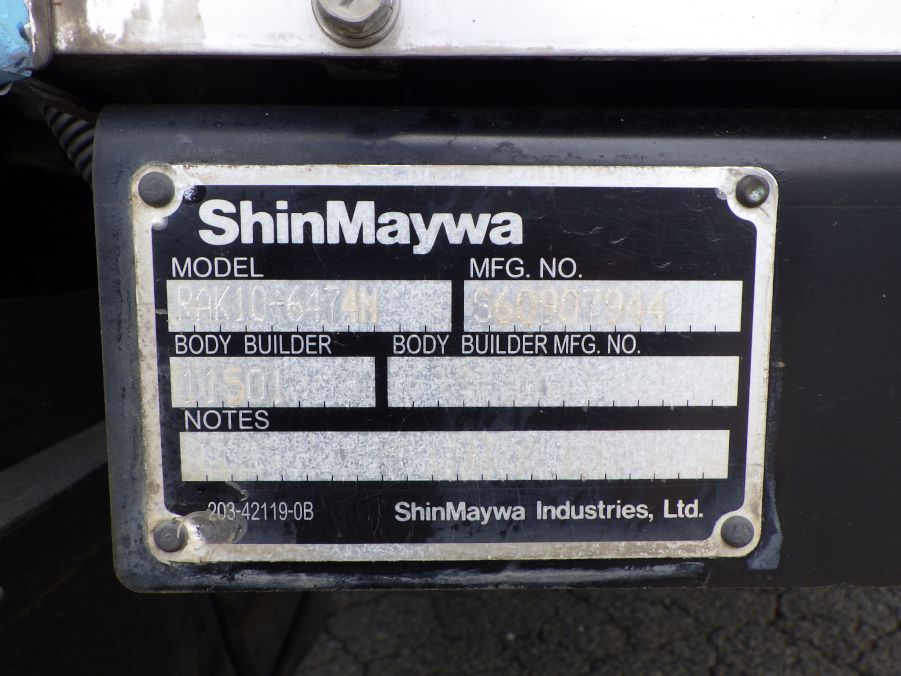 ShinMaywa
MODEL MFG. NO.
RAK10-6474N S60907944
BODY BUILDER BODY BUILDER MFG. NO.
11S01
NOTES
203-42119-0B ShinMaywa Industries, Ltd.